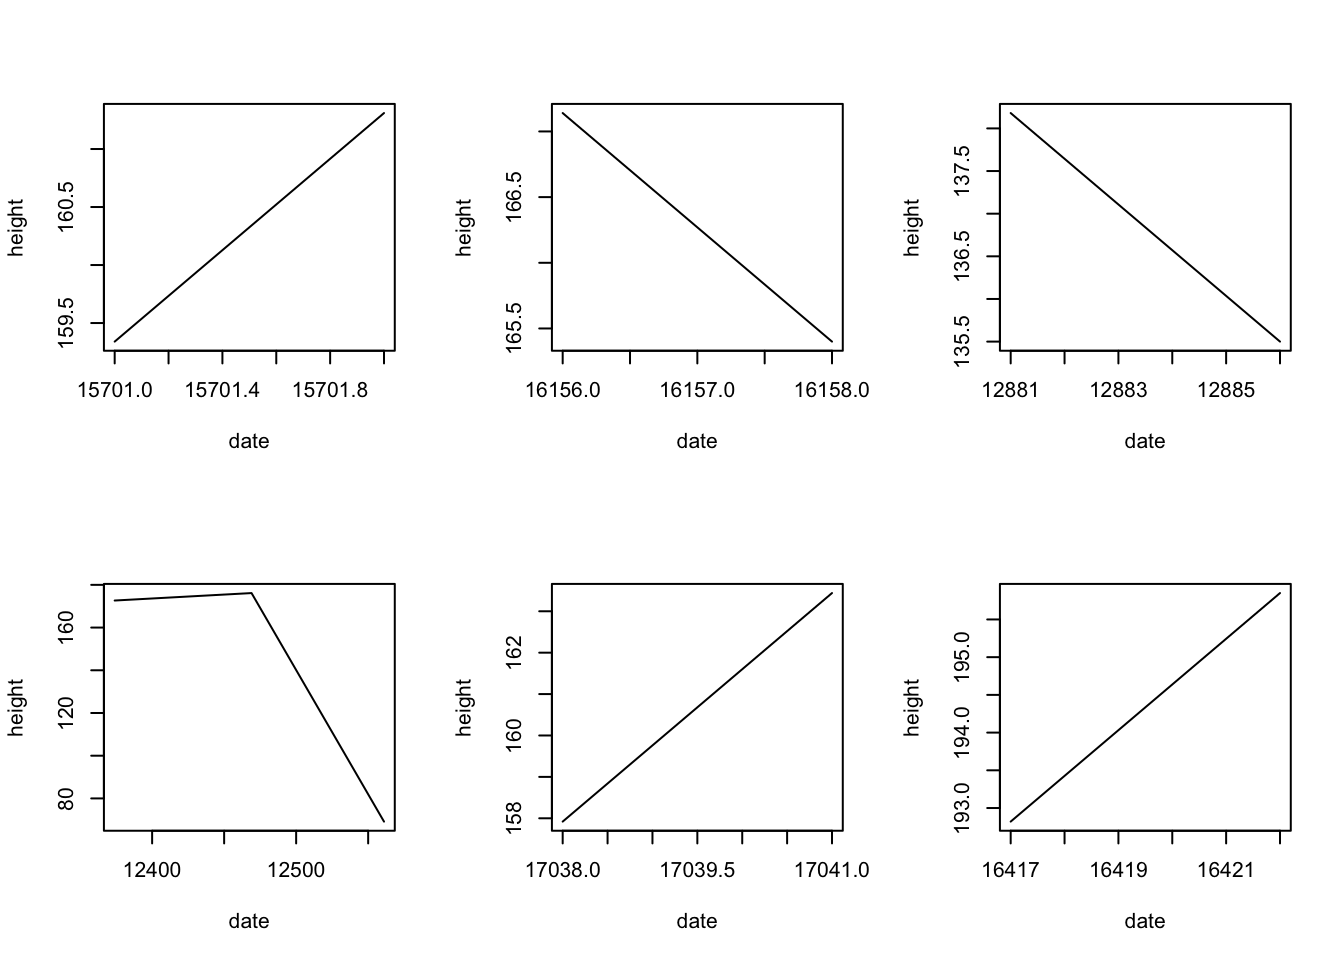 height
159.5 160.5
15701.0 15701.4 15701.8
date
height
165.5 166.5
16156.0 16157.0 16158.0
date
height
135.5 136.5 137.5
12881 12883 12885
date
height
80 120 160
12400 12500
date
height
158 160 162
17038.0 17039.5 17041.0
date
height
193.0 194.0 195.0
16417 16419 16421
date